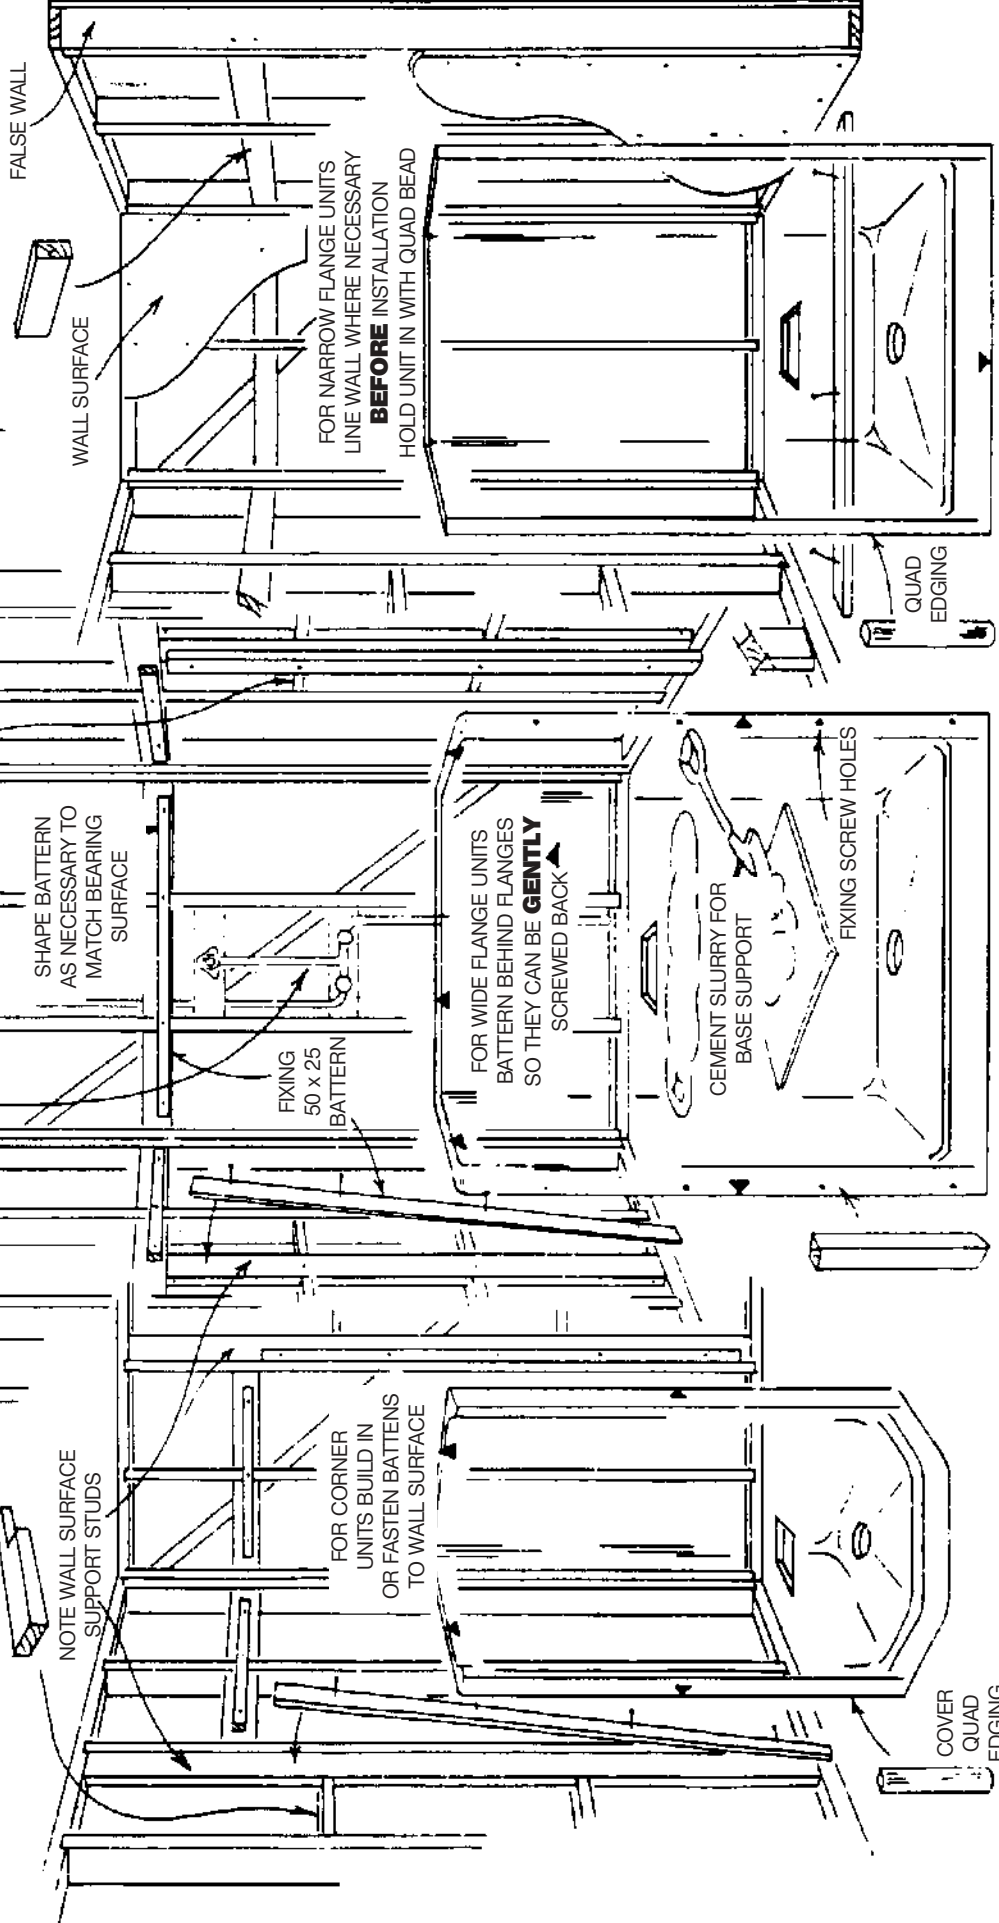 NOTE WALL SURFACE
SUPPORT STUDS
FOR CORNER
UNITS BUILD IN
OR FASTEN BATTENS
TO WALL SURFACE
COVER
QUAD
EDGING
SHAPE BATTERN
AS NECESSARY TO
MATCH BEARING
SURFACE
FIXING
50 x 25
BATTERN
FOR WIDE FLANGE UNITS
BATTERN BEHIND FLANGES
SO THEY CAN BE GENTLY
SCREWED BACK
CEMENT SLURRY FOR
BASE SUPPORT
FIXING SCREW HOLES
FALSE WALL
WALL SURFACE
FOR NARROW FLANGE UNITS
LINE WALL WHERE NECESSARY
BEFORE INSTALLATION
HOLD UNIT IN WITH QUAD BEAD
QUAD
EDGING